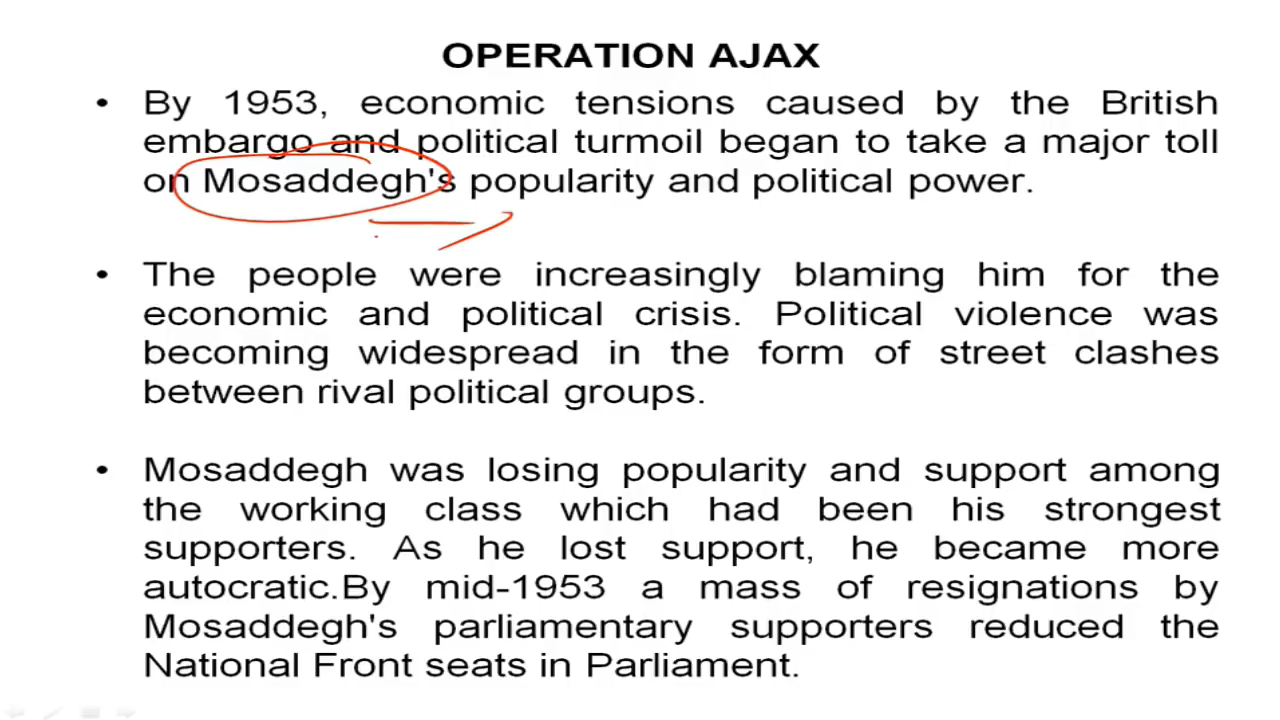 OPERATION AJAX
• By 1953, economic tensions caused by the British
embargo and political turmoil began to take a major toll
on Mosaddegh's popularity and political power.
• The people were increasingly blaming him for the
economic and political crisis. Political violence was
becoming widespread in the form of street clashes
between rival political groups.
• Mosaddegh was losing popularity and support among
the working class which had been his strongest
supporters. As he lost support, he became more
autocratic.By mid-1953 a mass of resignations by
Mosaddegh's parliamentary supporters reduced the
National Front seats in Parliament.